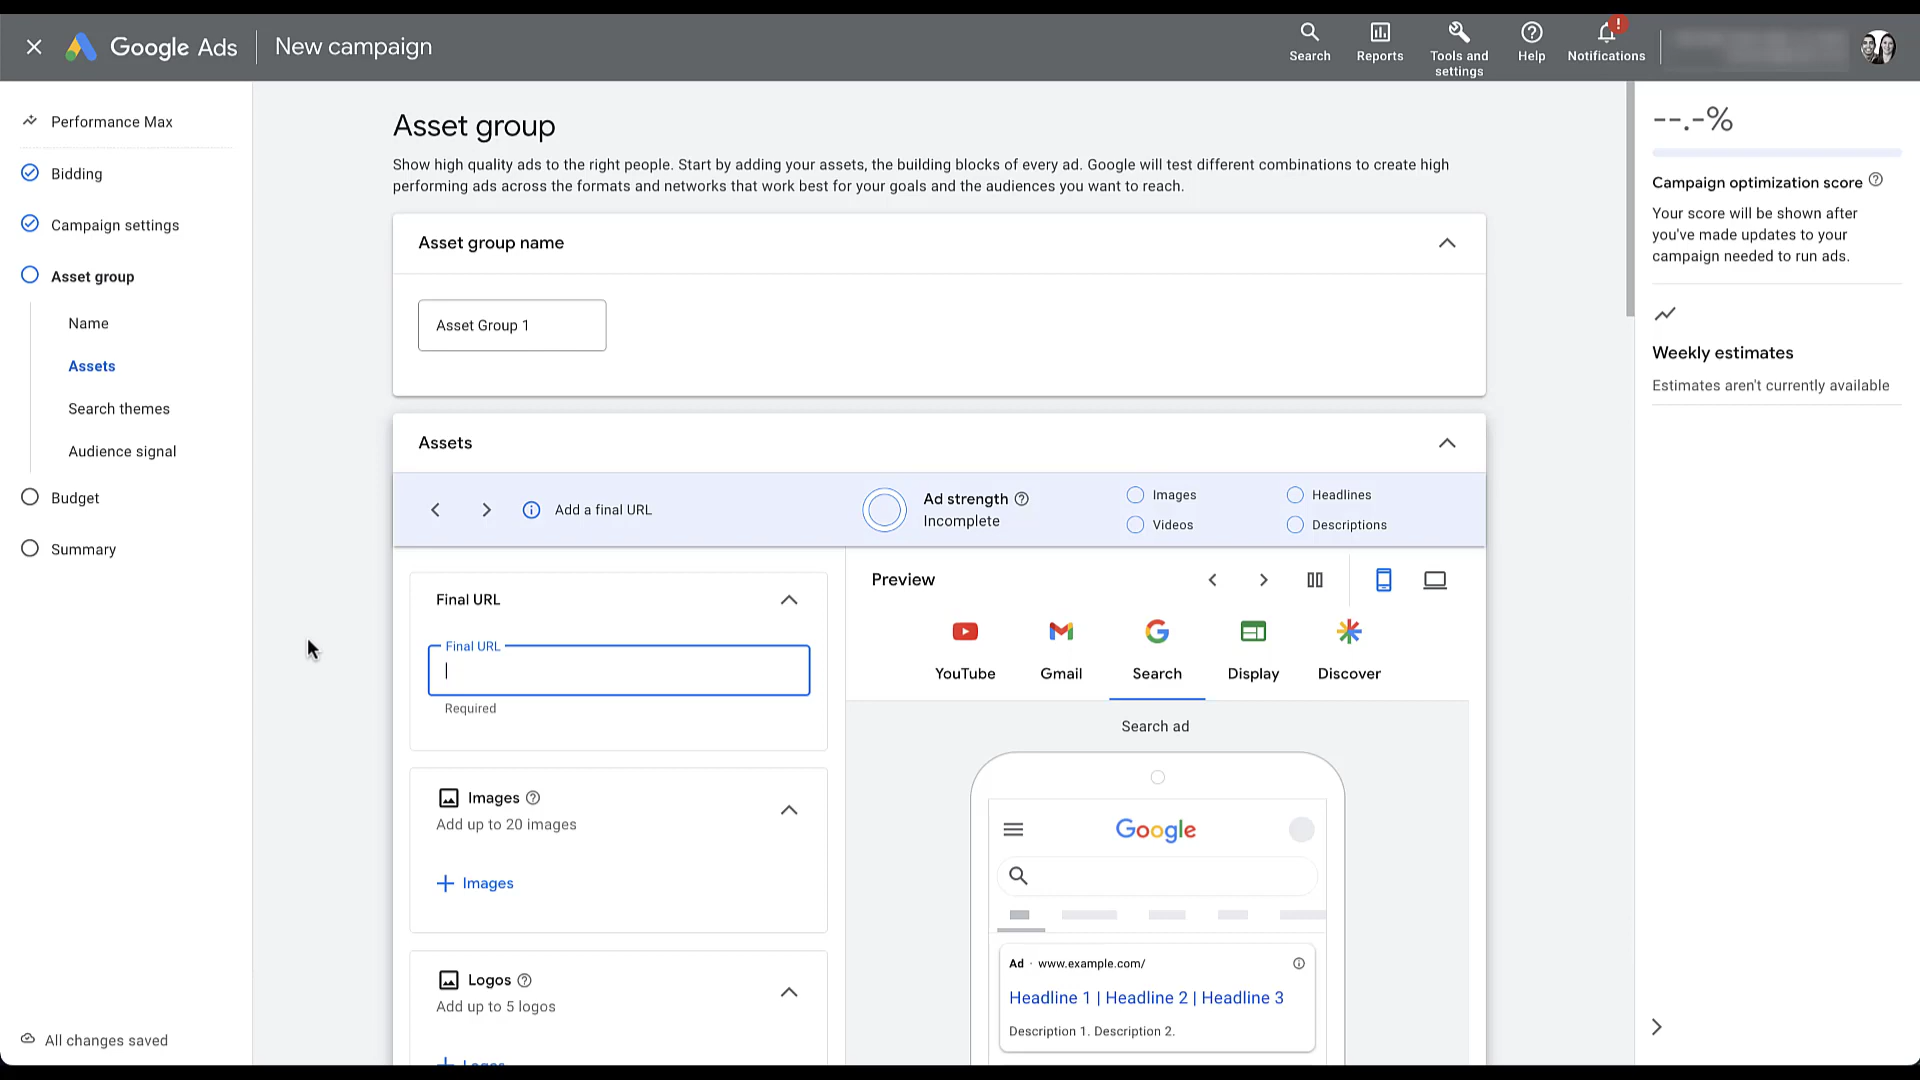 Google Ads
New campaign
Search
Reports
Tools and
settings
Help
!
Notifications
Performance Max
Bidding
Campaign settings
Asset group
Name
Assets
Search themes
Audience signal
Budget
Summary
All changes saved
Asset group
Show high quality ads to the right people. Start by adding your assets, the building blocks of every ad. Google will test different combinations to create high
performing ads across the formats and networks that work best for your goals and the audiences you want to reach.
Asset group name
Asset Group 1
Assets
Add a final URL
Ad strength
Incomplete
Images
Headlines
Videos
Descriptions
Final URL
Final URL
Required
Images
Add up to 20 images
Images
Logos
Add up to 5 logos
Logos
Preview
YouTube
Gmail
Search
Display
Discover
Search ad
Google
Ad · www.example.com/
Headline 1 | Headline 2 | Headline 3
Description 1. Description 2.
--.-%
Campaign optimization score
Your score will be shown after
you've made updates to your
campaign needed to run ads.
Weekly estimates
Estimates aren't currently available